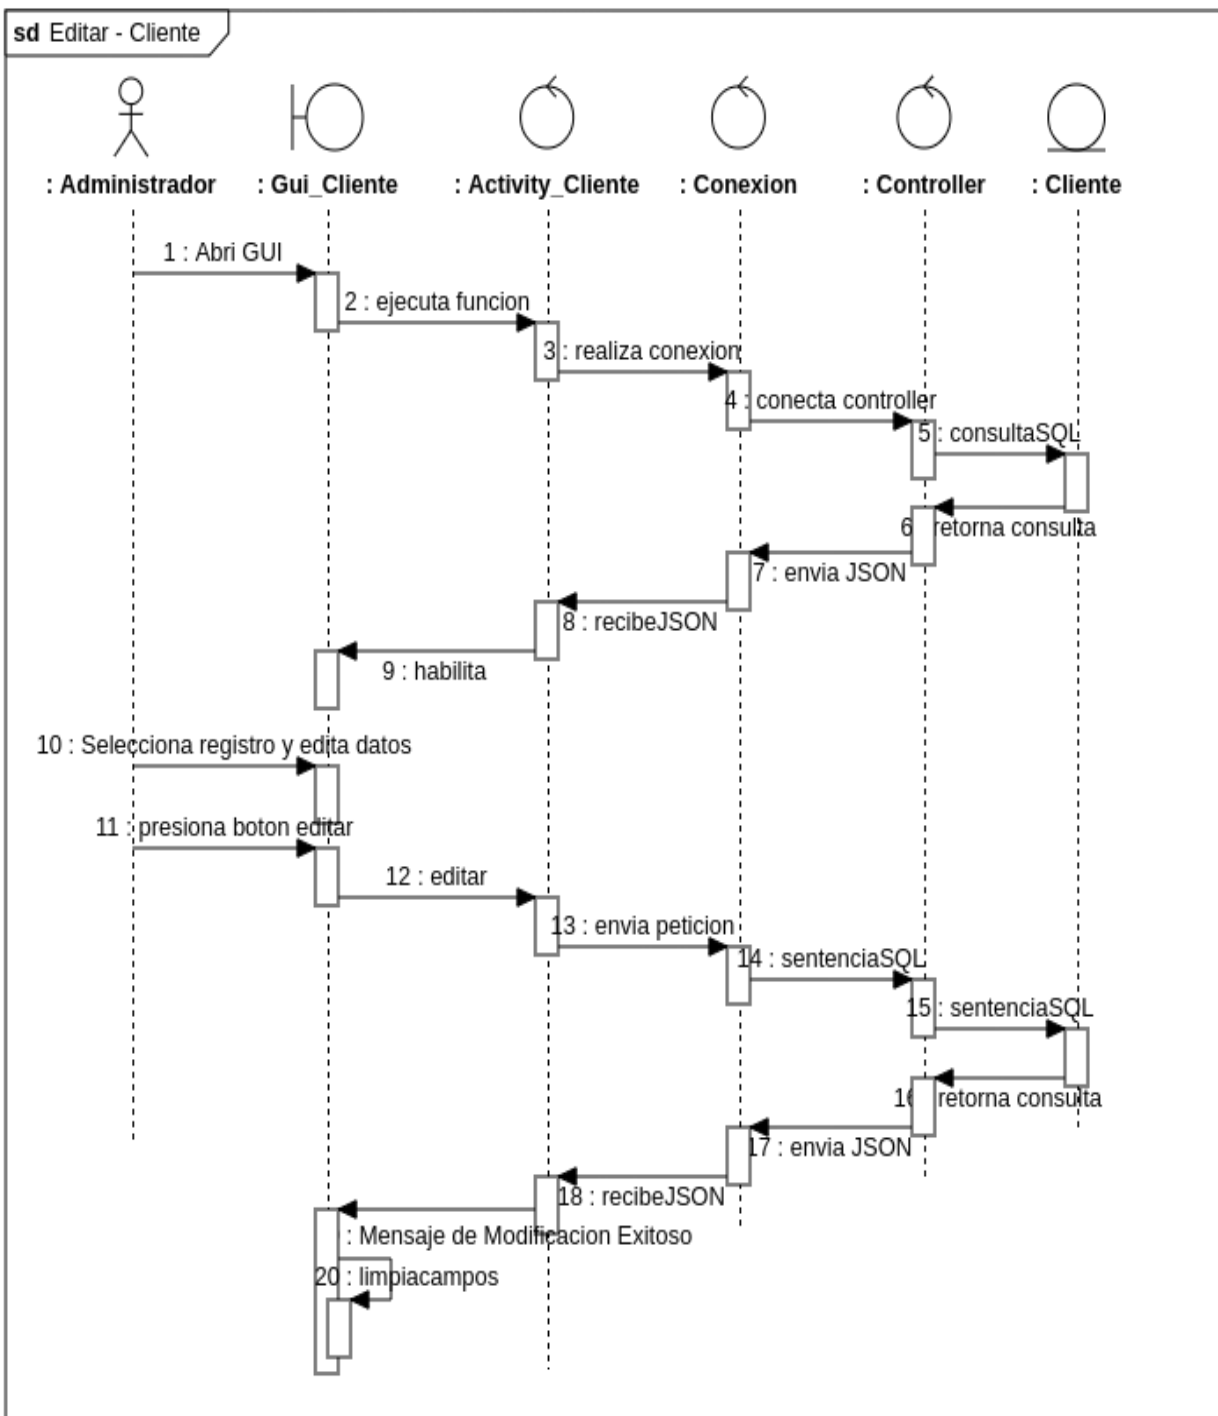 sd Editar - Cliente
: Administrador
: Gui_Cliente
: Activity_Cliente
: Conexion
: Controller
: Cliente
1 : Abri GUI
2 : ejecuta funcion
3 : realiza conexion
4 : conecta controller
5 : consultaSQL
6 : retorna consulta
7 : envia JSON
8 : recibeJSON
9 : habilita
10 : Selecciona registro y edita datos
11 : presiona boton editar
12 : editar
13 : envia peticion
14 : sentenciaSQL
15 : sentenciaSQL
16 : retorna consulta
17 : envia JSON
18 : recibeJSON
: Mensaje de Modificacion Exitoso
20 : limpiacampos